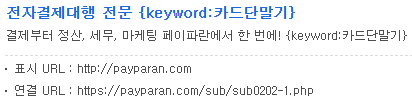 전자결제대행 전문 {keyword:카드단말기}
결제부터 정산, 세무, 마케팅 페이파란에서 한 번에! {keyword:카드단말기}
· 표시 URL : http://payparan.com
· 연결 URL : https://payparan.com/sub/sub0202-1.php